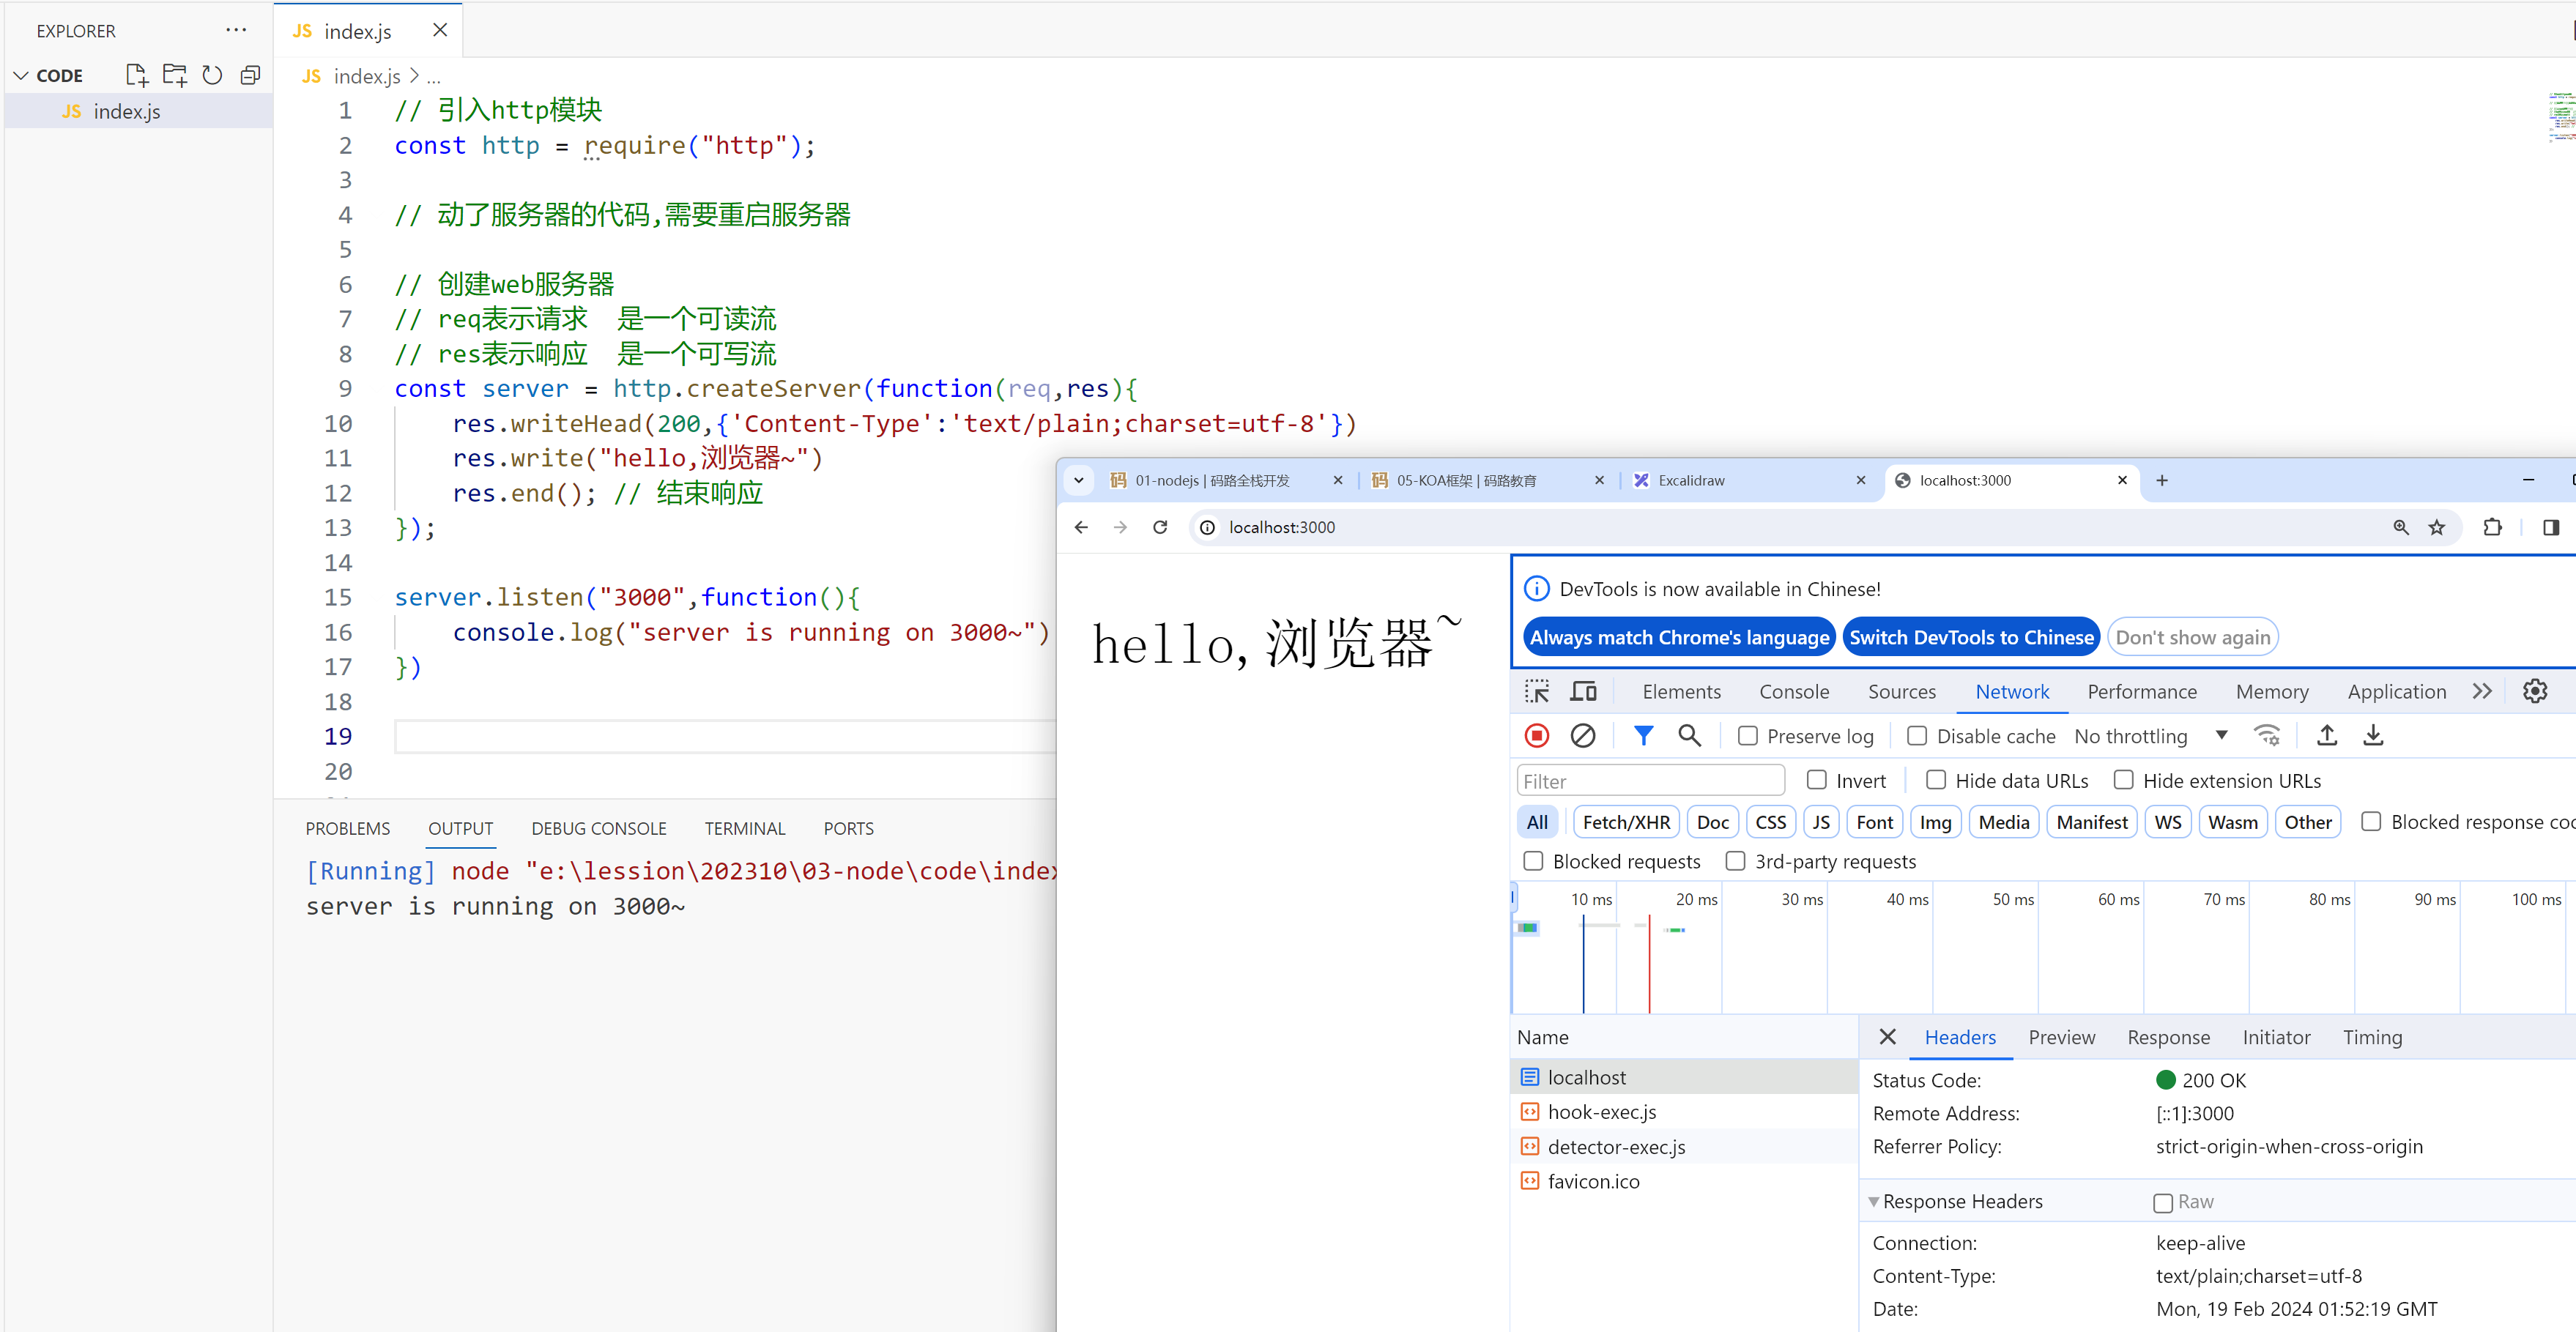 EXPLORER
CODE
JS index.js
JS index.js
JS index.js > ...
1 // 引入http模块
2 const http = require("http");
3
4 // 动了服务器的代码,需要重启服务器
5
6 // 创建web服务器
7 // req表示请求  是一个可读流
8 // res表示响应  是一个可写流
9 const server = http.createServer(function(req,res){
10 res.writeHead(200,{'Content-Type':'text/plain;charset=utf-8'})
11 res.write("hello,浏览器~")
12 res.end(); // 结束响应
13 });
14
15 server.listen("3000",function(){
16 console.log("server is running on 3000~")
17 })
18
19
20
PROBLEMS OUTPUT DEBUG CONSOLE TERMINAL PORTS
[Running] node "e:\lession\202310\03-node\code\index
server is running on 3000~
码 01-nodejs | 码路全栈开发 码 05-KOA框架 | 码路教育 Excalidraw localhost:3000
localhost:3000
hello,浏览器~
DevTools is now available in Chinese!
Always match Chrome's language Switch DevTools to Chinese Don't show again
Elements Console Sources Network Performance Memory Application
Preserve log Disable cache No throttling
Filter Invert Hide data URLs Hide extension URLs
All Fetch/XHR Doc CSS JS Font Img Media Manifest WS Wasm Other Blocked response
Blocked requests 3rd-party requests
10 ms 20 ms 30 ms 40 ms 50 ms 60 ms 70 ms 80 ms 90 ms 100 ms
Name
localhost
hook-exec.js
detector-exec.js
favicon.ico
Headers Preview Response Initiator Timing
Status Code: 200 OK
Remote Address: [::1]:3000
Referrer Policy: strict-origin-when-cross-origin
Response Headers Raw
Connection: keep-alive
Content-Type: text/plain;charset=utf-8
Date: Mon, 19 Feb 2024 01:52:19 GMT